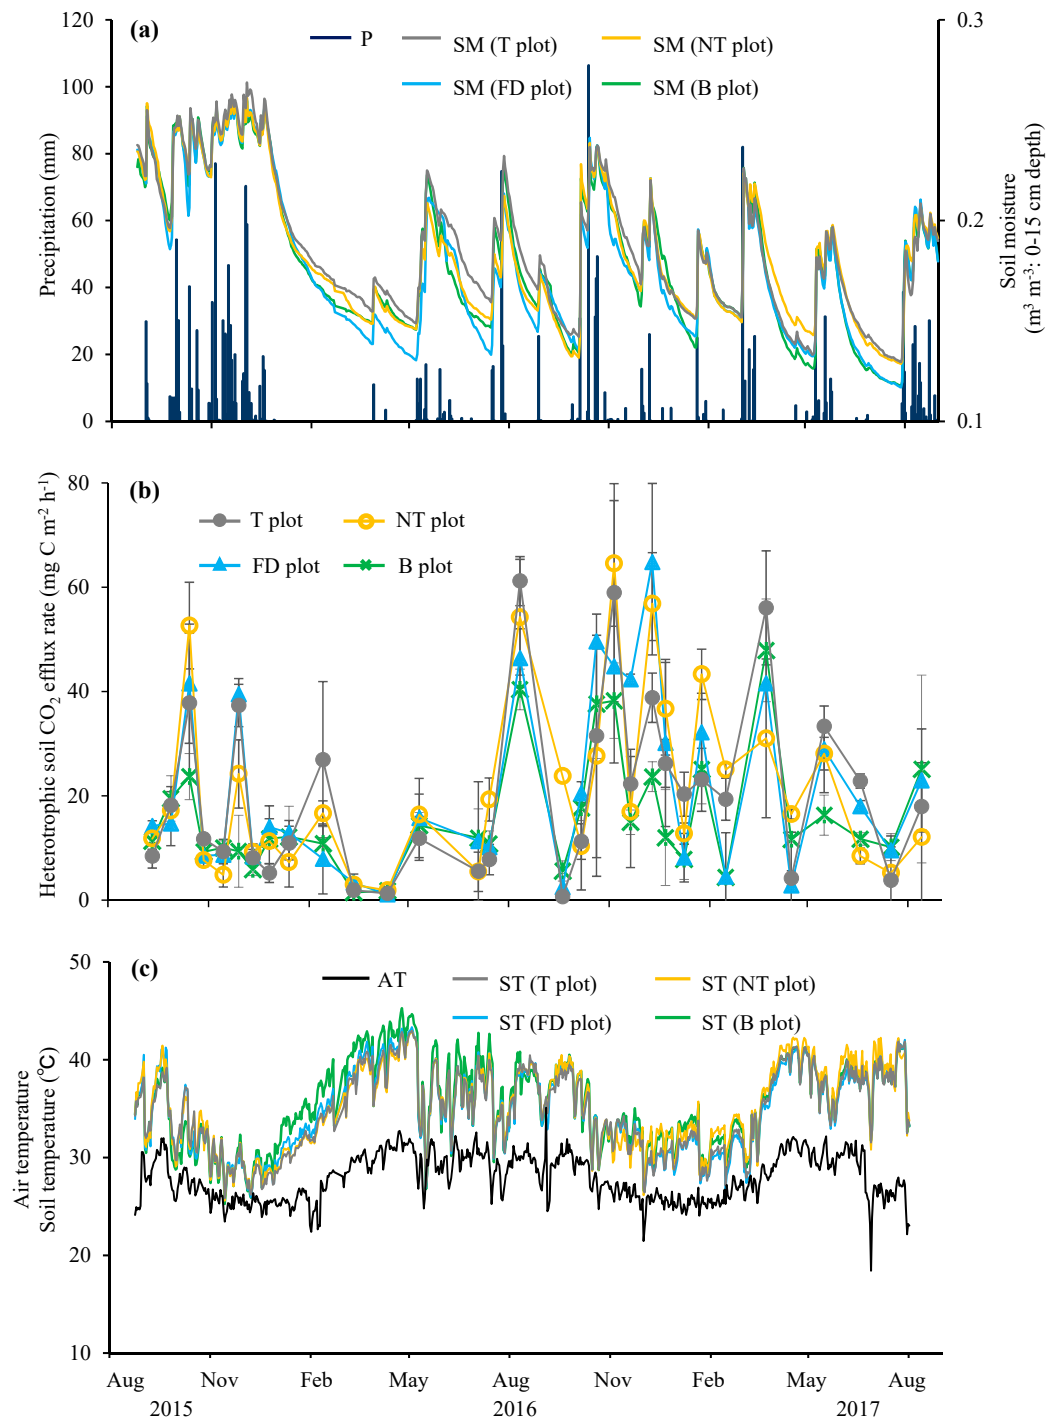 (a)
P
SM (T plot)
SM (NT plot)
SM (FD plot)
SM (B plot)
120
100
80
60
40
20
0
Precipitation (mm)
0.3
0.2
0.1
Soil moisture
(m³ m⁻³: 0-15 cm depth)
(b)
T plot
NT plot
FD plot
B plot
80
60
40
20
0
Heterotrophic soil CO₂ efflux rate (mg C m⁻² h⁻¹)
(c)
AT
ST (T plot)
ST (NT plot)
ST (FD plot)
ST (B plot)
50
40
30
20
10
Air temperature
Soil temperature (℃)
Aug Nov Feb May Aug Nov Feb May Aug
2015 2016 2017